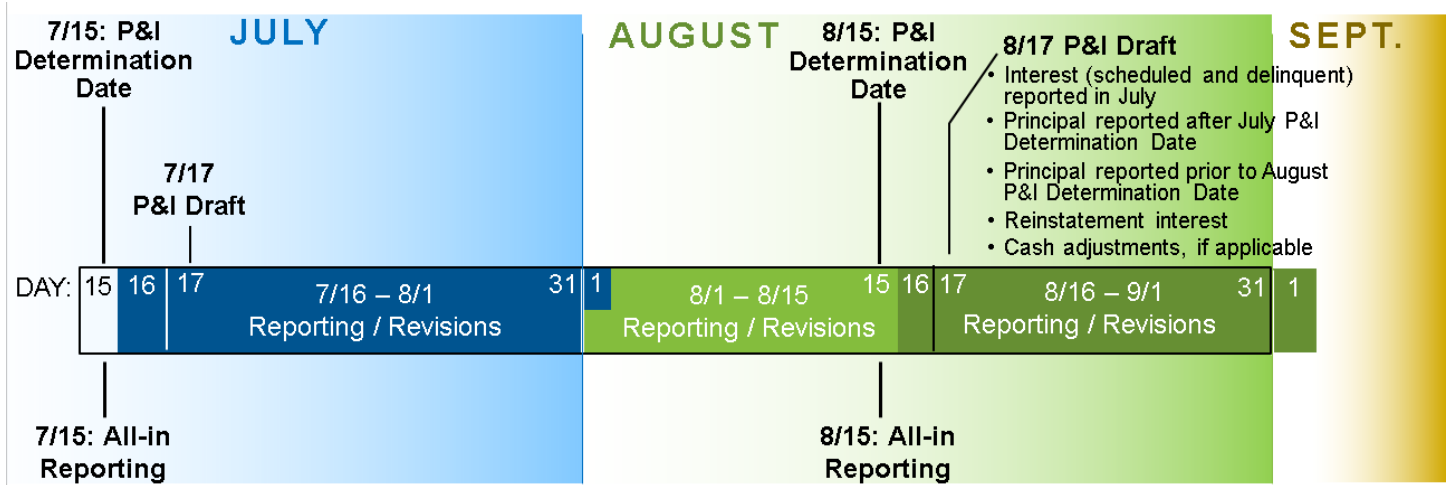 JULY
AUGUST
SEPT.
7/15: P&I
Determination
Date
7/17
P&I Draft
8/15: P&I
Determination
Date
8/17 P&I Draft
• Interest (scheduled and delinquent)
reported in July
• Principal reported after July P&I
Determination Date
• Principal reported prior to August
P&I Determination Date
• Reinstatement interest
• Cash adjustments, if applicable
DAY: 15 16 17 31 1 15 16 17 31 1
7/16 – 8/1
Reporting / Revisions
8/1 – 8/15
Reporting / Revisions
8/16 – 9/1
Reporting / Revisions
7/15: All-in
Reporting
8/15: All-in
Reporting